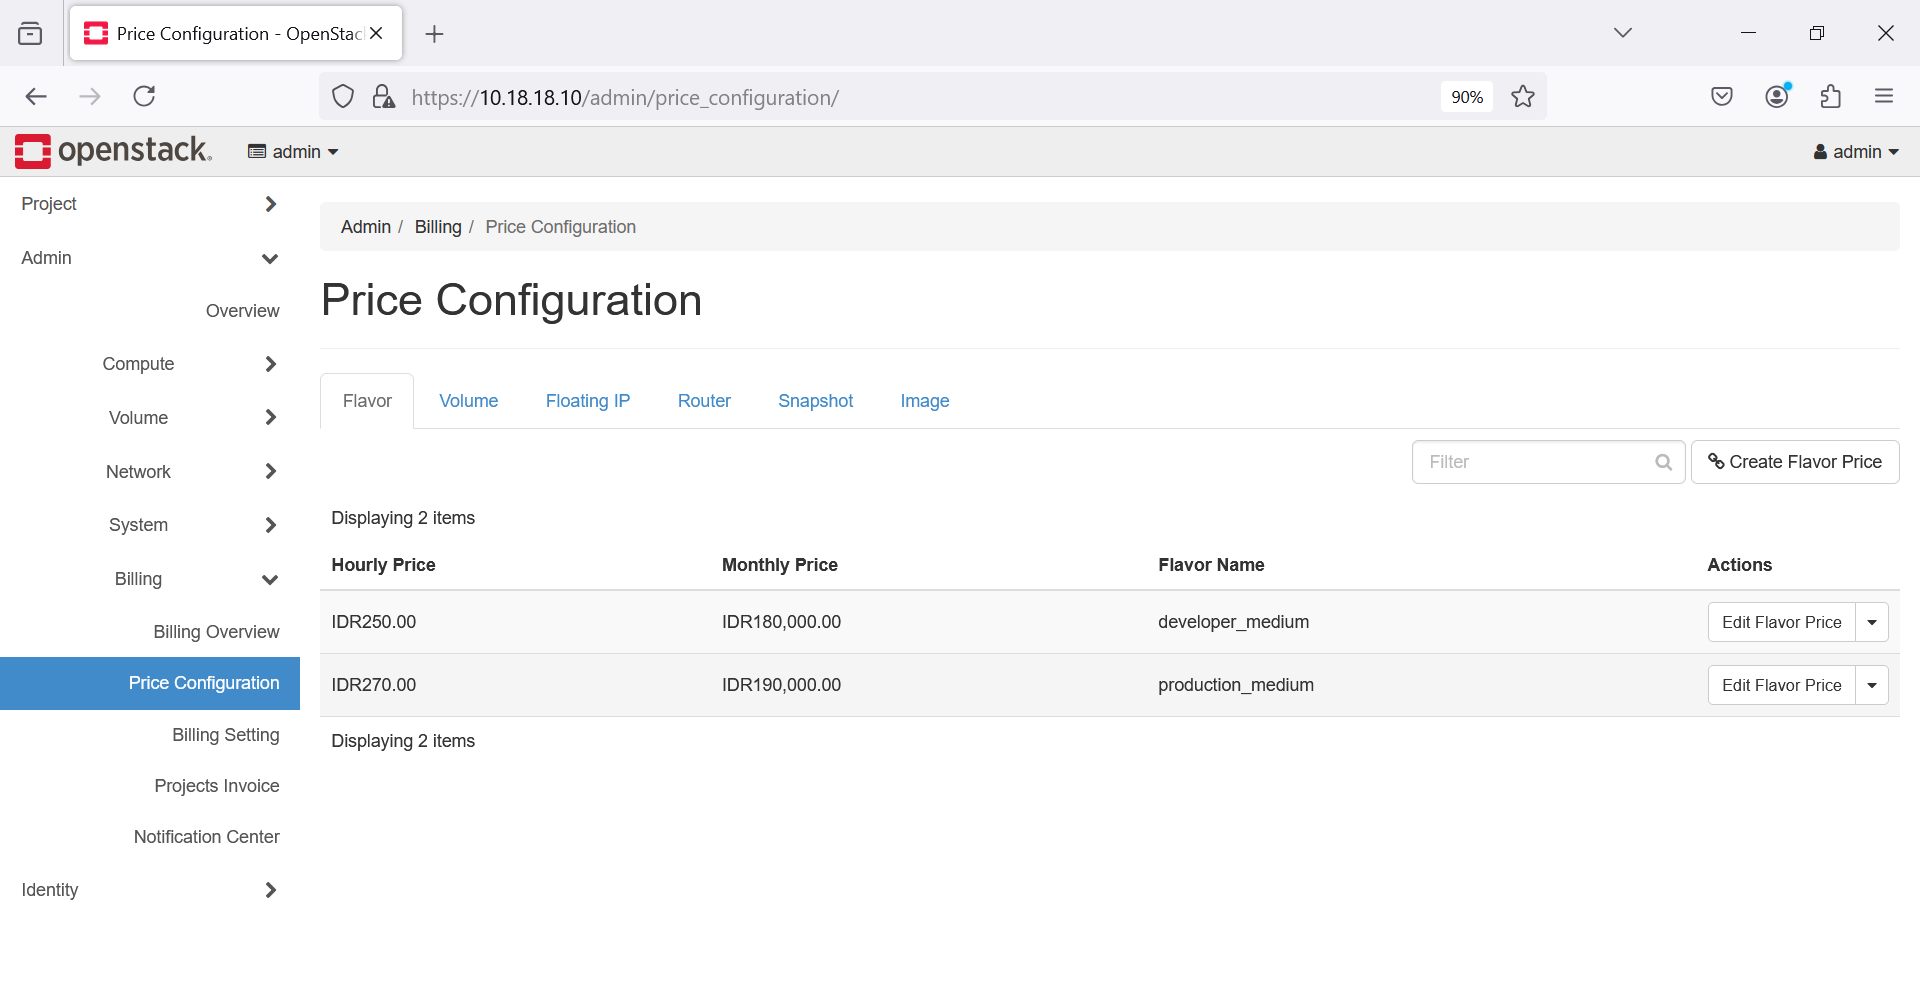 Price Configuration - OpenStac
https://10.18.18.10/admin/price_configuration/
90%
openstack.
admin
admin
Project
Admin
Overview
Compute
Volume
Network
System
Billing
Billing Overview
Price Configuration
Billing Setting
Projects Invoice
Notification Center
Identity
Admin / Billing / Price Configuration
Price Configuration
Flavor Volume Floating IP Router Snapshot Image
Filter
Create Flavor Price
Displaying 2 items
Hourly Price Monthly Price Flavor Name Actions
IDR250.00 IDR180,000.00 developer_medium Edit Flavor Price
IDR270.00 IDR190,000.00 production_medium Edit Flavor Price
Displaying 2 items